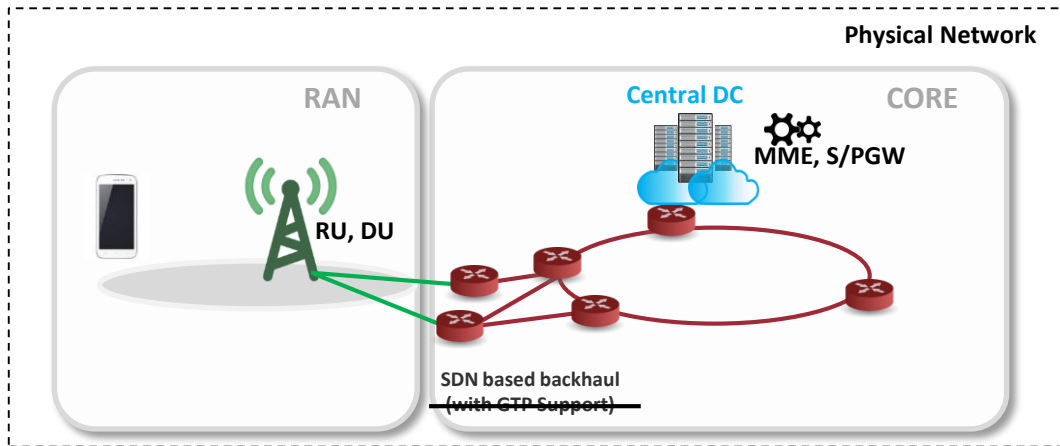 Physical Network
RAN
CORE
Central DC
MME, S/PGW
RU, DU
SDN based backhaul
(with GTP Support)